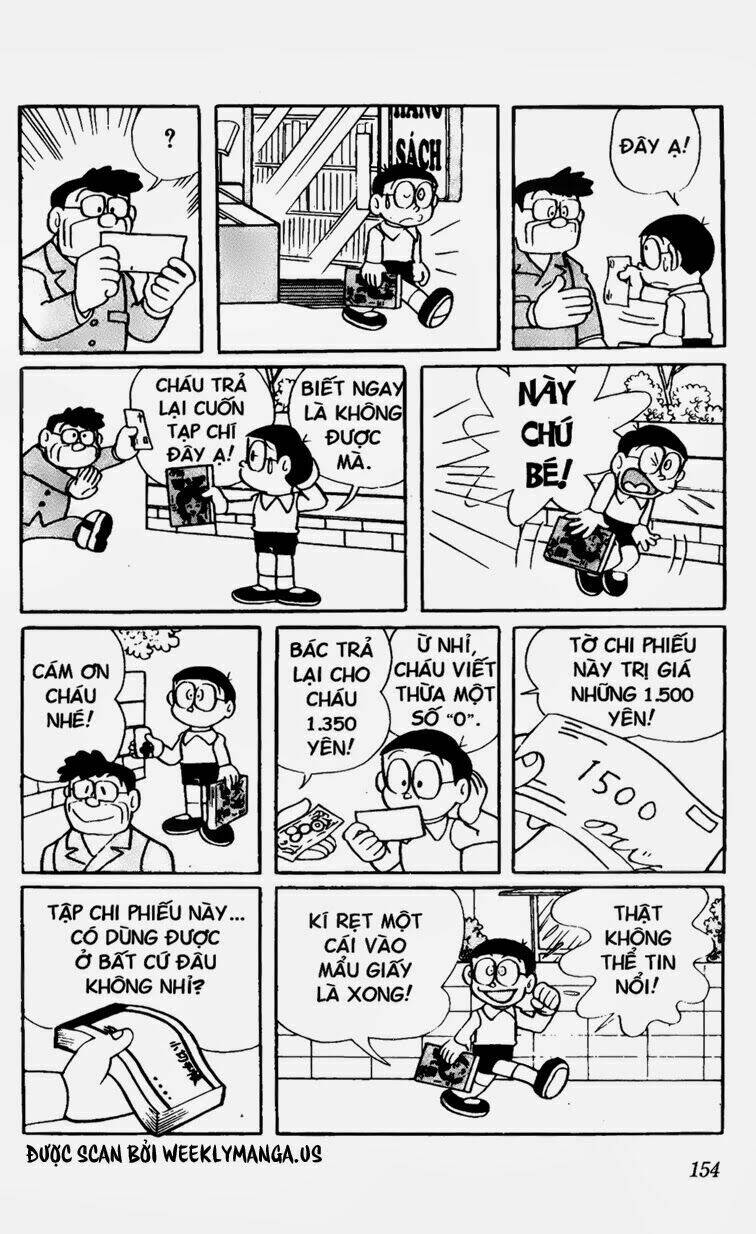 ĐÂY Ạ!
SÁCH
?
NÀY
CHÚ
BÉ!
BIẾT NGAY
LÀ KHÔNG
ĐƯỢC
MÀ.
CHÁU TRẢ
LẠI CUỐN
TẠP CHÍ
ĐÂY Ạ!
TỜ CHI PHIẾU
NÀY TRỊ GIÁ
NHỮNG 1.500
YÊN!
1500
Ừ NHỈ,
CHÁU VIẾT
THỪA MỘT
SỐ "0".
BÁC TRẢ
LẠI CHO
CHÁU
1.350
YÊN!
CÁM ƠN
CHÁU
NHÉ!
THẬT
KHÔNG
THỂ TIN
NỔI!
KÍ RẸT MỘT
CÁI VÀO
MẨU GIẤY
LÀ XONG!
TẬP CHI PHIẾU NÀY...
CÓ DÙNG ĐƯỢC
Ở BẤT CỨ ĐÂU
KHÔNG NHỈ?
ĐƯỢC SCAN BỞI WEEKLYMANGA.US
154